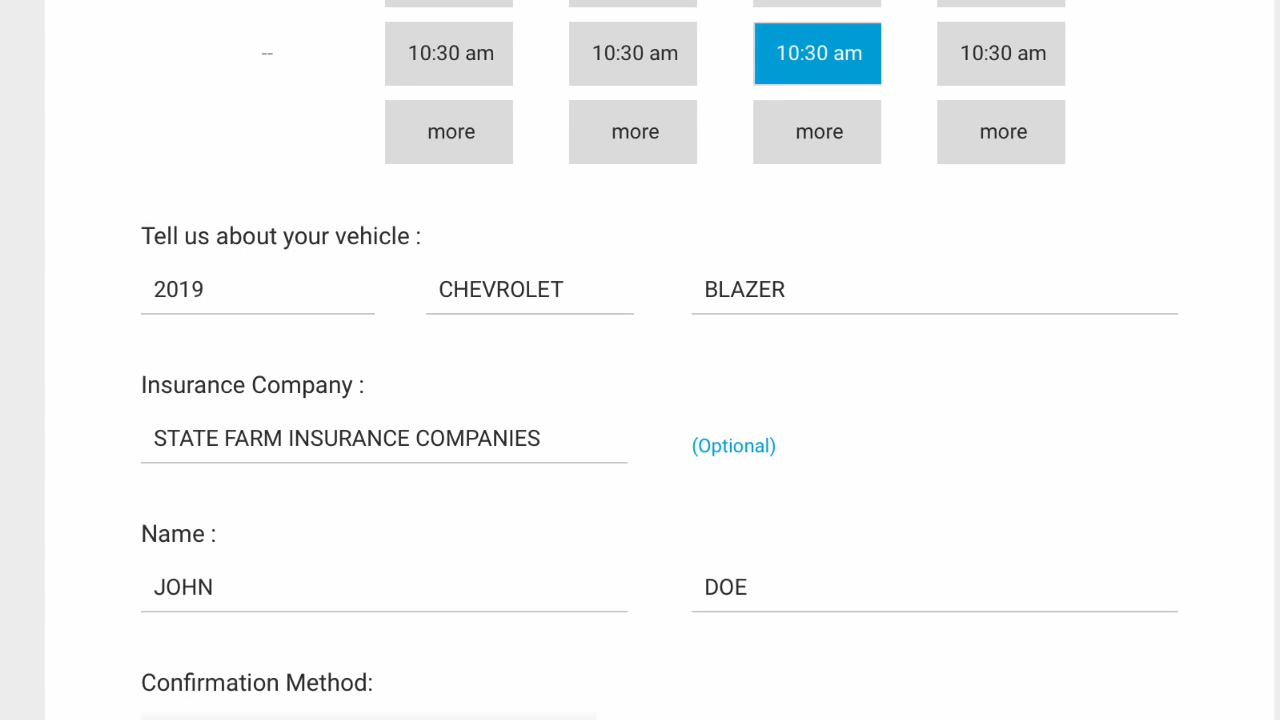 -- 10:30 am 10:30 am 10:30 am 10:30 am
more more more more
Tell us about your vehicle :
2019 CHEVROLET BLAZER
Insurance Company :
STATE FARM INSURANCE COMPANIES (Optional)
Name :
JOHN DOE
Confirmation Method: